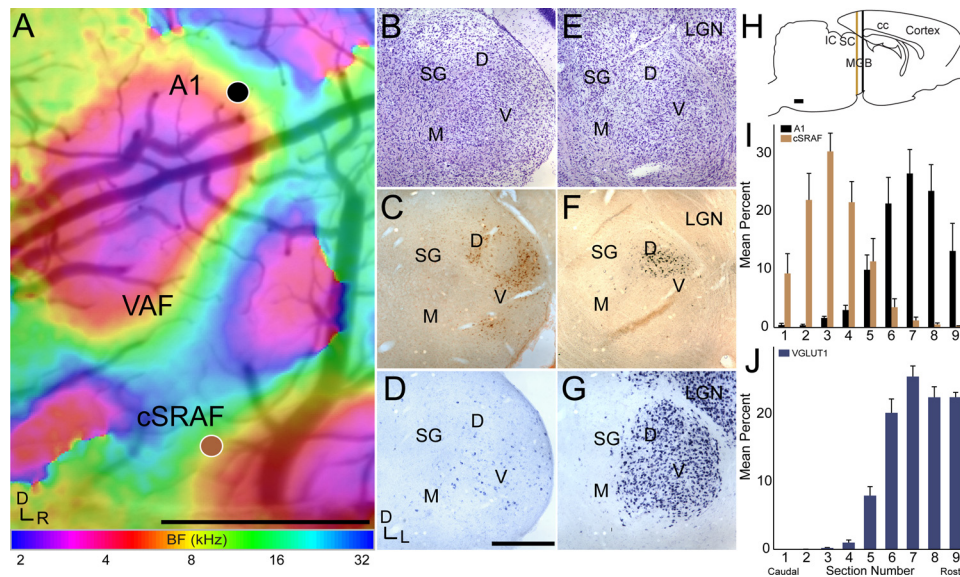 A
A1
VAF
cSRAF
D
R
BF (kHz)
2 4 8 16 32
B
D
SG
V
M
C
D
SG
V
M
D
D
SG
V
M
D
L
E
LGN
D
SG
V
M
F
LGN
SG
D
V
M
G
LGN
SG
D
V
M
H
cc
Cortex
IC
SC
MGB
I
A1
cSRAF
Mean Percent
30
20
10
0
1 2 3 4 5 6 7 8 9
J
VGLUT1
Mean Percent
20
10
0
1 2 3 4 5 6 7 8 9
Caudal Section Number Rost